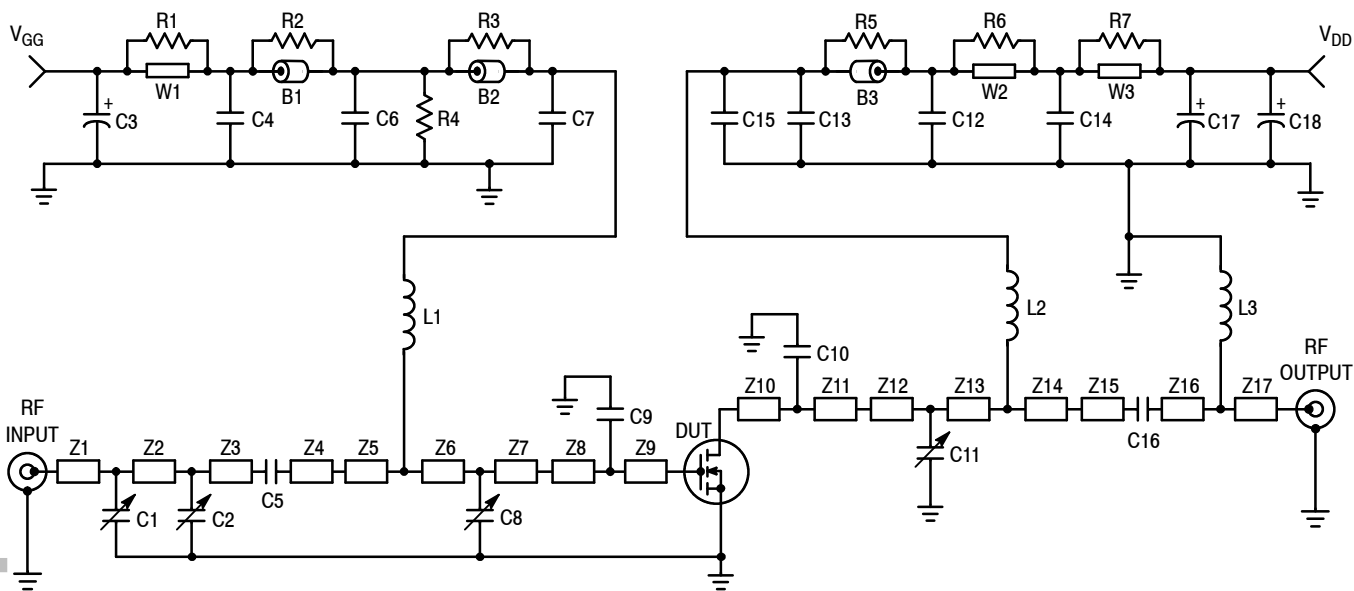 R1 R2 R3 R5 R6 R7
VGG VDD
W1 B1 B2 B3 W2 W3
+ C3 C4 C6 R4 C7 C15 C13 C12 C14 + C17 + C18
L1 L2 L3
C10
RF OUTPUT
Z10 Z11 Z12 Z13 Z14 Z15 Z16 Z17
C9
DUT
C11
C16
RF INPUT
Z1 Z2 Z3 Z4 Z5 Z6 Z7 Z8 Z9
C5
C1 C2 C8